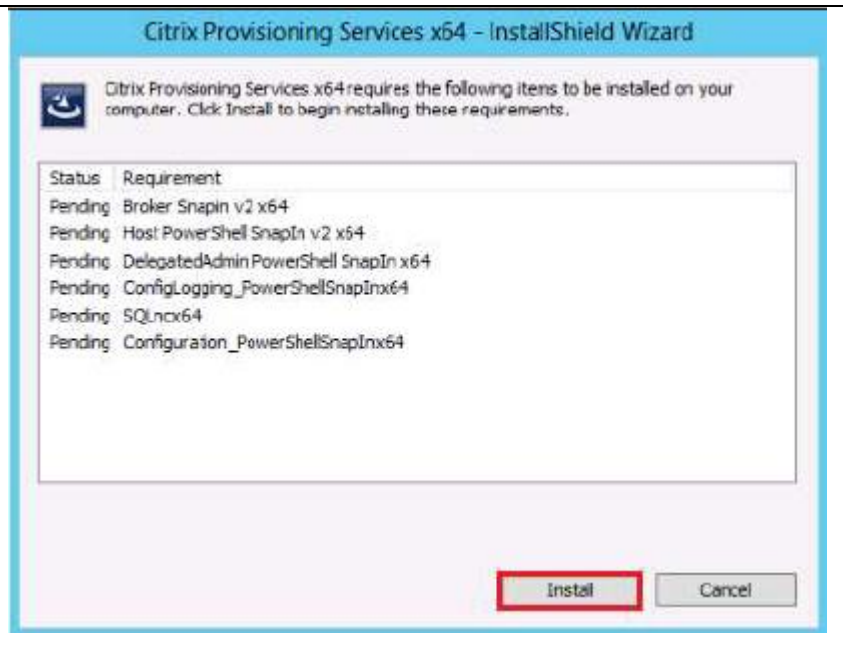 Citrix Provisioning Services x64 - InstallShield Wizard
Citrix Provisioning Services x64 requires the following items to be installed on your
computer. Click Install to begin installing these requirements.
Status Requirement
Pending Broker Snapin v2 x64
Pending Host PowerShell SnapIn v2 x64
Pending DelegatedAdmin PowerShell SnapIn x64
Pending ConfigLogging_PowerShellSnapInx64
Pending SQLncx64
Pending Configuration_PowerShellSnapInx64
Install Cancel